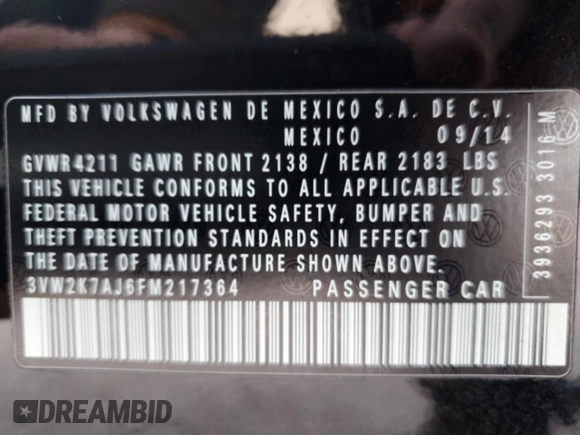 MFD BY VOLKSWAGEN DE MEXICO S.A. DE C.V.
MEXICO 09/14
GVWR4211 GAWR FRONT 2138 / REAR 2183 LBS
THIS VEHICLE CONFORMS TO ALL APPLICABLE U.S.
FEDERAL MOTOR VEHICLE SAFETY, BUMPER AND
THEFT PREVENTION STANDARDS IN EFFECT ON
THE DATE OF MANUFACTURE SHOWN ABOVE.
3VW2K7AJ6FM217364 PASSENGER CAR
3936293 3016 M
DREAMBID